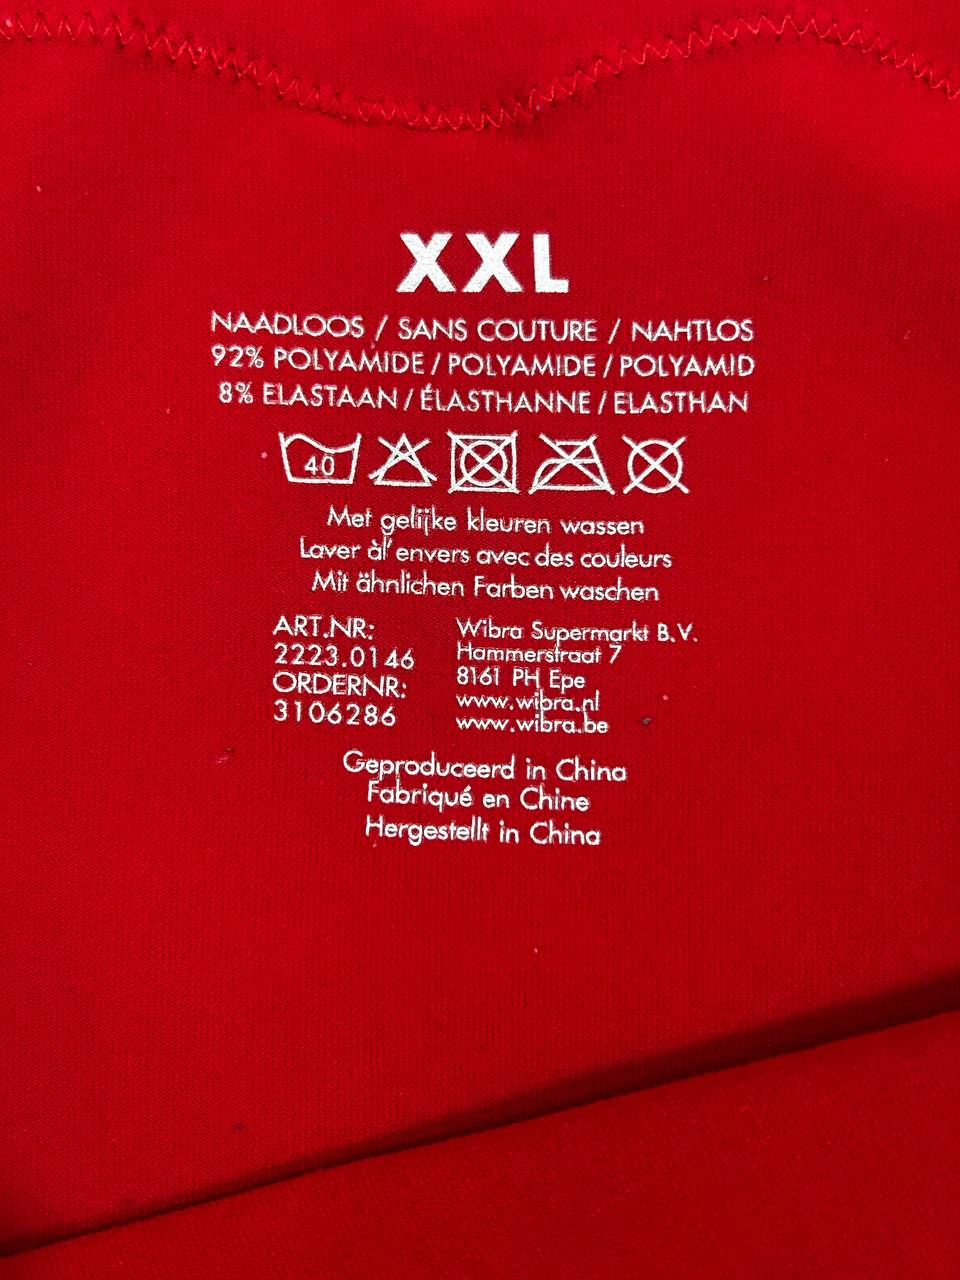 XXL
NAADLOOS / SANS COUTURE / NAHTLOS
92% POLYAMIDE / POLYAMIDE / POLYAMID
8% ELASTAAN / ÉLASTHANNE / ELASTHAN
40
Met gelijke kleuren wassen
Laver àl'envers avec des couleurs
Mit ähnlichen Farben waschen
ART.NR:
2223.0146
ORDERNR:
3106286
Wibra Supermarkt B.V.
Hammerstraat 7
8161 PH Epe
www.wibra.nl
www.wibra.be
Geproduceerd in China
Fabriqué en Chine
Hergestellt in China